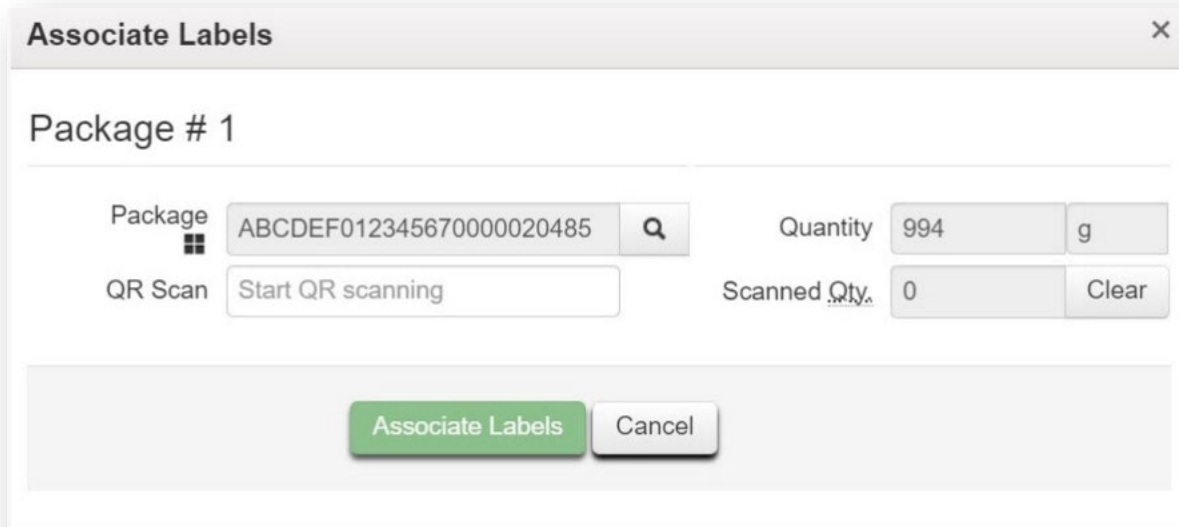 Associate Labels ×
Package # 1
Package ABCDEF012345670000020485 Quantity 994 g
QR Scan Start QR scanning Scanned Qty. 0 Clear
Associate Labels Cancel